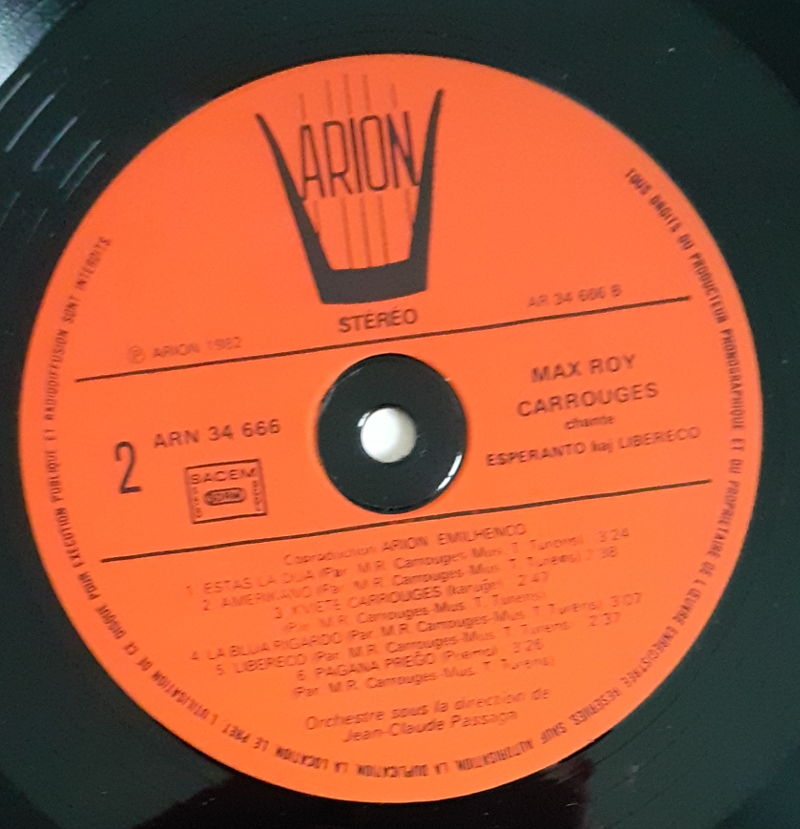 ARION
STÉRÉO
AR 34 666 B
Ⓟ ARION 1982
MAX ROY
CARROUGES
chante
ESPERANTO kaj LIBERECO
2
ARN 34 666
SACEM
SDRM
Coproduction ARION EMILHENCO
1. ESTAS LA DUA (Par. M.R. Carrouges-Mus. T. Turens) 3'24
2. AMERIKANO (Par. M.R. Carrouges-Mus. T. Turens) 2'38
3. KVIETE CARROUGES (karuĝe) 2'47
(Par. M.R. Carrouges-Mus. T. Turens)
4. LA BLUA PIGARDO (Par. M.R. Carrouges-Mus. T. Turens) 3'07
5. LIBERECO (Par. M.R. Carrouges-Mus. T. Turens) 2'37
6. PAGANA PREĜO (Premo) 3'26
(Par. M.R. Carrouges-Mus. T. Turens)
Orchestre sous la direction de
Jean-Claude
TOUS DROITS DU PRODUCTEUR PHONOGRAPHIQUE ET DU PROPRIETAIRE DE L'ŒUVRE ENREGISTREE RESERVES. SAUF AUTORISATION, LA DUPLICATION, LA LOCATION, LE PRET, L'UTILISATION DE CE DISQUE POUR EXECUTION PUBLIQUE ET RADIODIFFUSION SONT INTERDITS